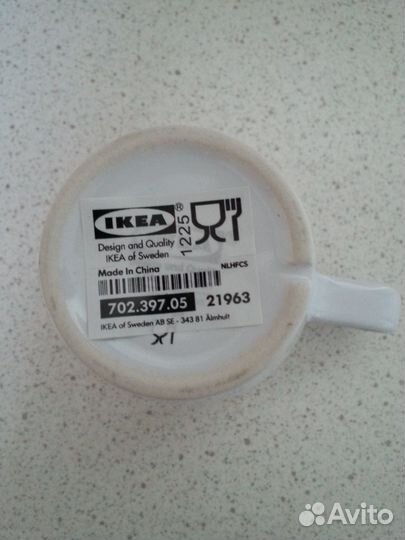 IKEA®
1225
Design and Quality
IKEA of Sweden
Made In China
NLHFCS
702.397.05 21963
IKEA of Sweden AB SE - 343 81 Älmhult
XI
Avito